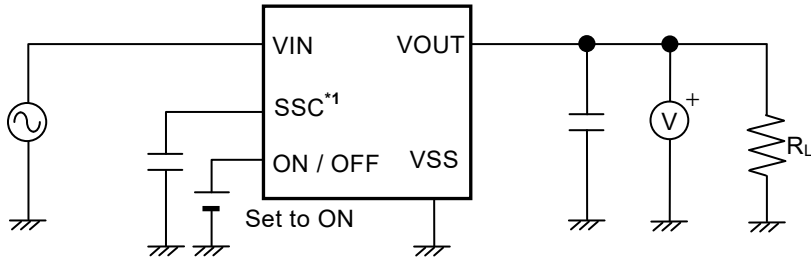 VIN
VOUT
SSC*1
ON / OFF
VSS
Set to ON
V
+
RL